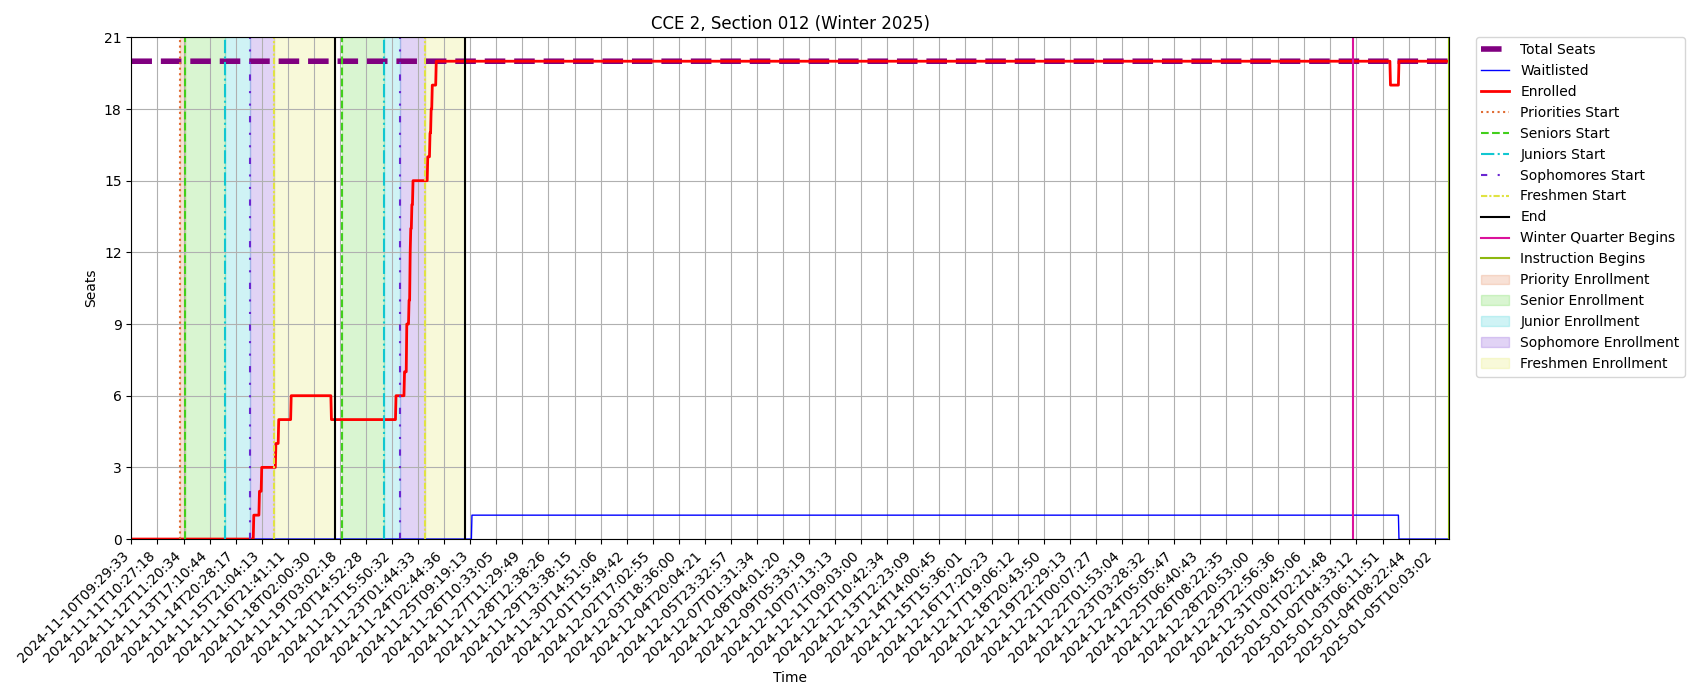 CCE 2, Section 012 (Winter 2025)
21
18
15
12
9
6
3
0
Seats
2024-11-10T09:29:33
2024-11-11T10:27:18
2024-11-12T11:20:34
2024-11-13T17:10:44
2024-11-14T20:28:17
2024-11-15T21:04:13
2024-11-16T21:41:11
2024-11-18T02:00:30
2024-11-19T03:02:18
2024-11-20T14:52:28
2024-11-21T15:50:32
2024-11-23T01:44:33
2024-11-24T02:44:36
2024-11-25T09:19:13
2024-11-26T10:33:05
2024-11-27T11:29:49
2024-11-28T12:38:26
2024-11-29T13:38:15
2024-11-30T14:51:06
2024-12-01T15:49:42
2024-12-02T17:02:55
2024-12-03T18:36:00
2024-12-04T20:04:21
2024-12-05T23:32:57
2024-12-07T01:31:34
2024-12-08T04:01:20
2024-12-09T05:33:19
2024-12-10T07:13:13
2024-12-11T09:03:00
2024-12-12T10:42:34
2024-12-13T12:23:09
2024-12-14T14:00:45
2024-12-15T15:36:01
2024-12-16T17:20:23
2024-12-17T19:06:12
2024-12-18T20:43:50
2024-12-19T22:29:13
2024-12-21T00:07:27
2024-12-22T01:53:04
2024-12-23T03:28:32
2024-12-24T05:05:47
2024-12-25T06:40:43
2024-12-26T08:22:35
2024-12-28T20:53:00
2024-12-29T22:56:36
2024-12-31T00:45:06
2025-01-01T02:21:48
2025-01-02T04:33:12
2025-01-03T06:11:51
2025-01-04T08:22:44
2025-01-05T10:03:02
Time
Total Seats
Waitlisted
Enrolled
Priorities Start
Seniors Start
Juniors Start
Sophomores Start
Freshmen Start
End
Winter Quarter Begins
Instruction Begins
Priority Enrollment
Senior Enrollment
Junior Enrollment
Sophomore Enrollment
Freshmen Enrollment